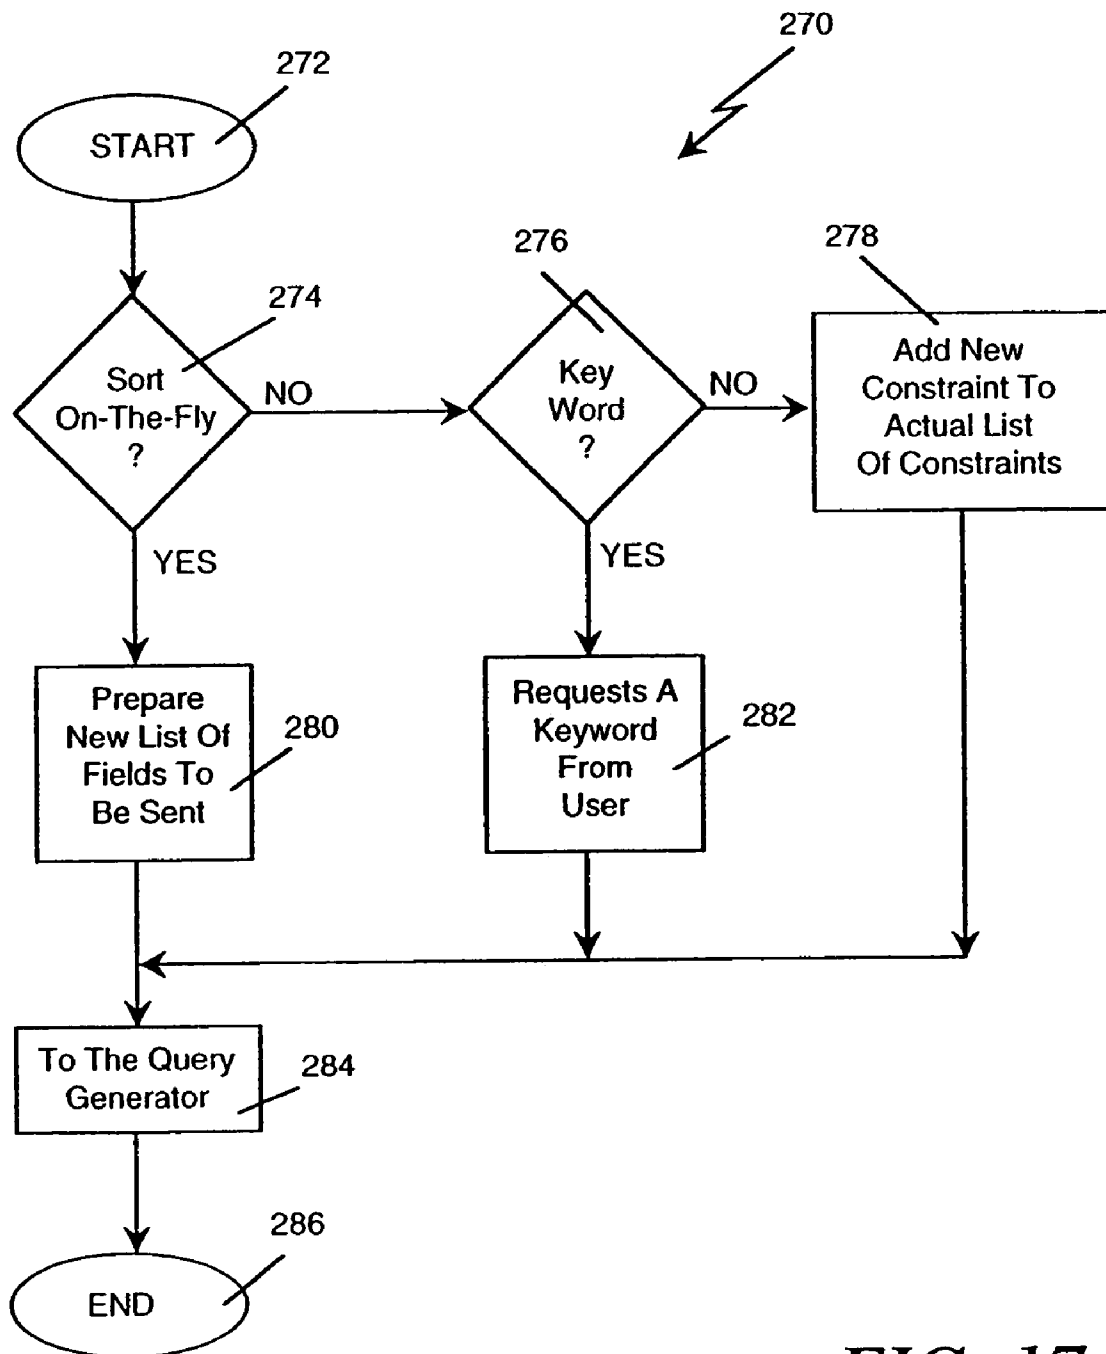 270
272
START
274
Sort
On-The-Fly
?
NO
YES
276
Key
Word
?
NO
YES
278
Add New
Constraint To
Actual List
Of Constraints
Prepare
New List Of
Fields To
Be Sent
280
Requests A
Keyword
From
User
282
To The Query
Generator
284
286
END
FIG. 17